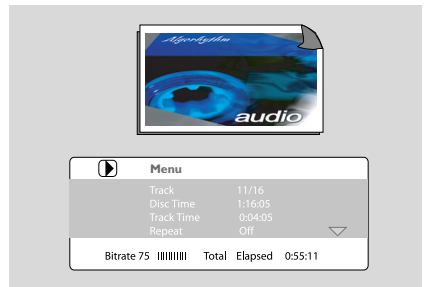 Algorhythm
audio
Menu
Track 11/16
Disc Time 1:16:05
Track Time 0:04:05
Repeat Off
Bitrate 75 Total Elapsed 0:55:11